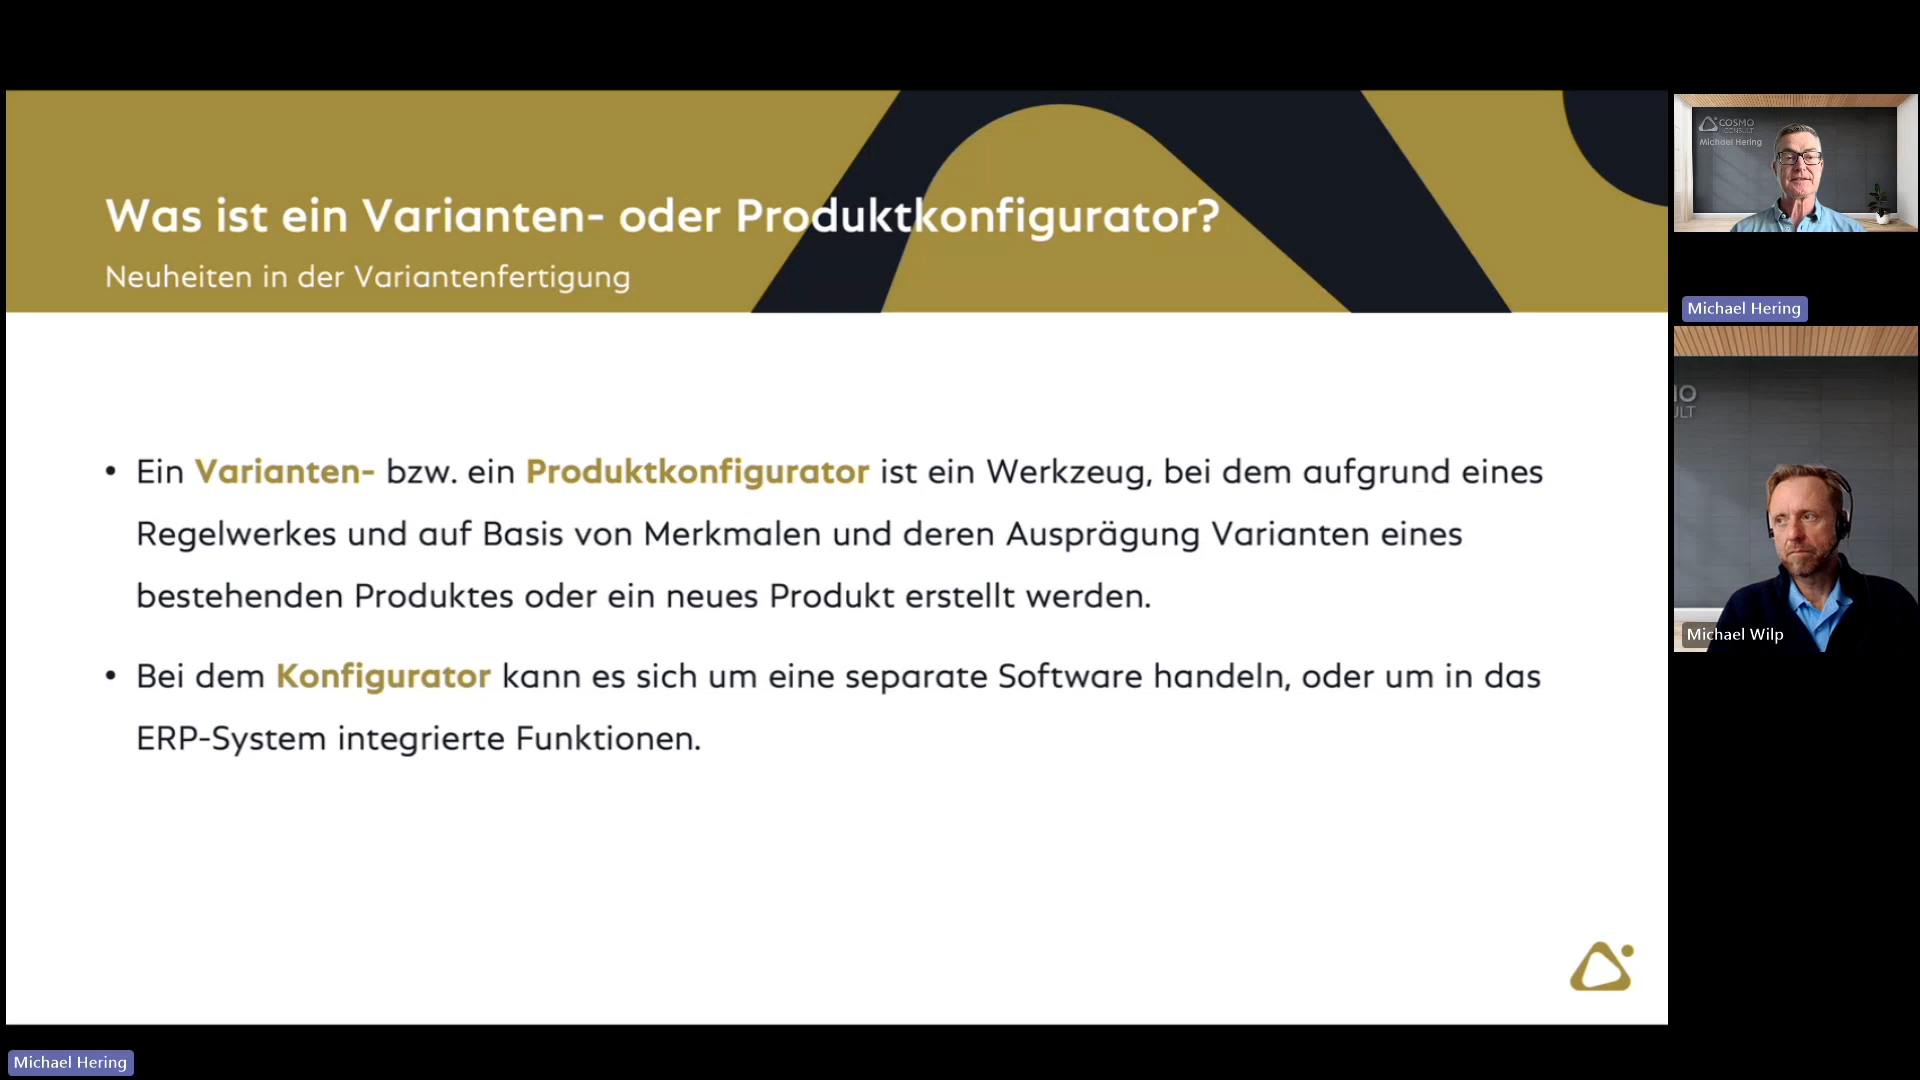 Was ist ein Varianten- oder Produktkonfigurator?
Neuheiten in der Variantenfertigung
• Ein Varianten- bzw. ein Produktkonfigurator ist ein Werkzeug, bei dem aufgrund eines
Regelwerkes und auf Basis von Merkmalen und deren Ausprägung Varianten eines
bestehenden Produktes oder ein neues Produkt erstellt werden.
• Bei dem Konfigurator kann es sich um eine separate Software handeln, oder um in das
ERP-System integrierte Funktionen.
COSMO
CONSULT
Michael Hering
Michael Hering
MO
ULT
Michael Wilp
Michael Hering